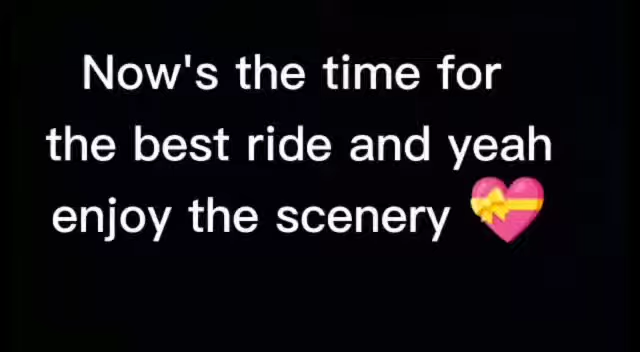 Now's the time for
the best ride and yeah
enjoy the scenery 💝